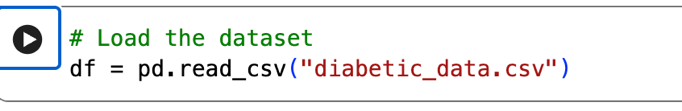 # Load the dataset
df = pd.read_csv("diabetic_data.csv")